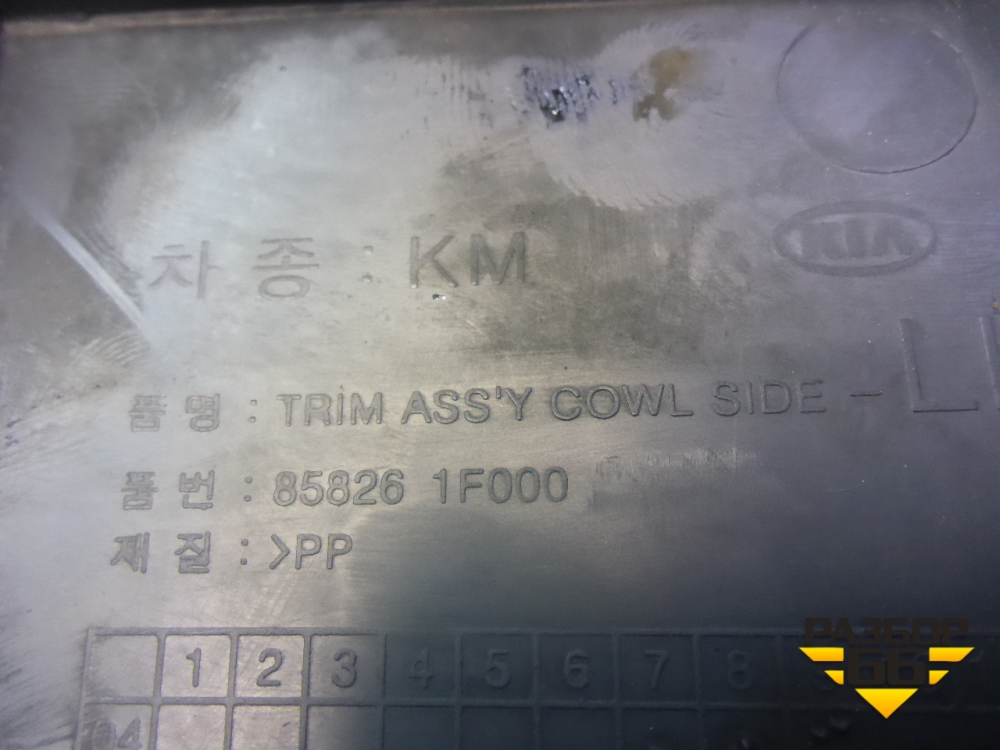 차 종 : KM
KIA
품 명 : TRIM ASS'Y COWL SIDE -
품 번 : 85826 1F000
재 질 : >PP
1 2 3 4 5 6 7 8
04
РАЗБОР
66